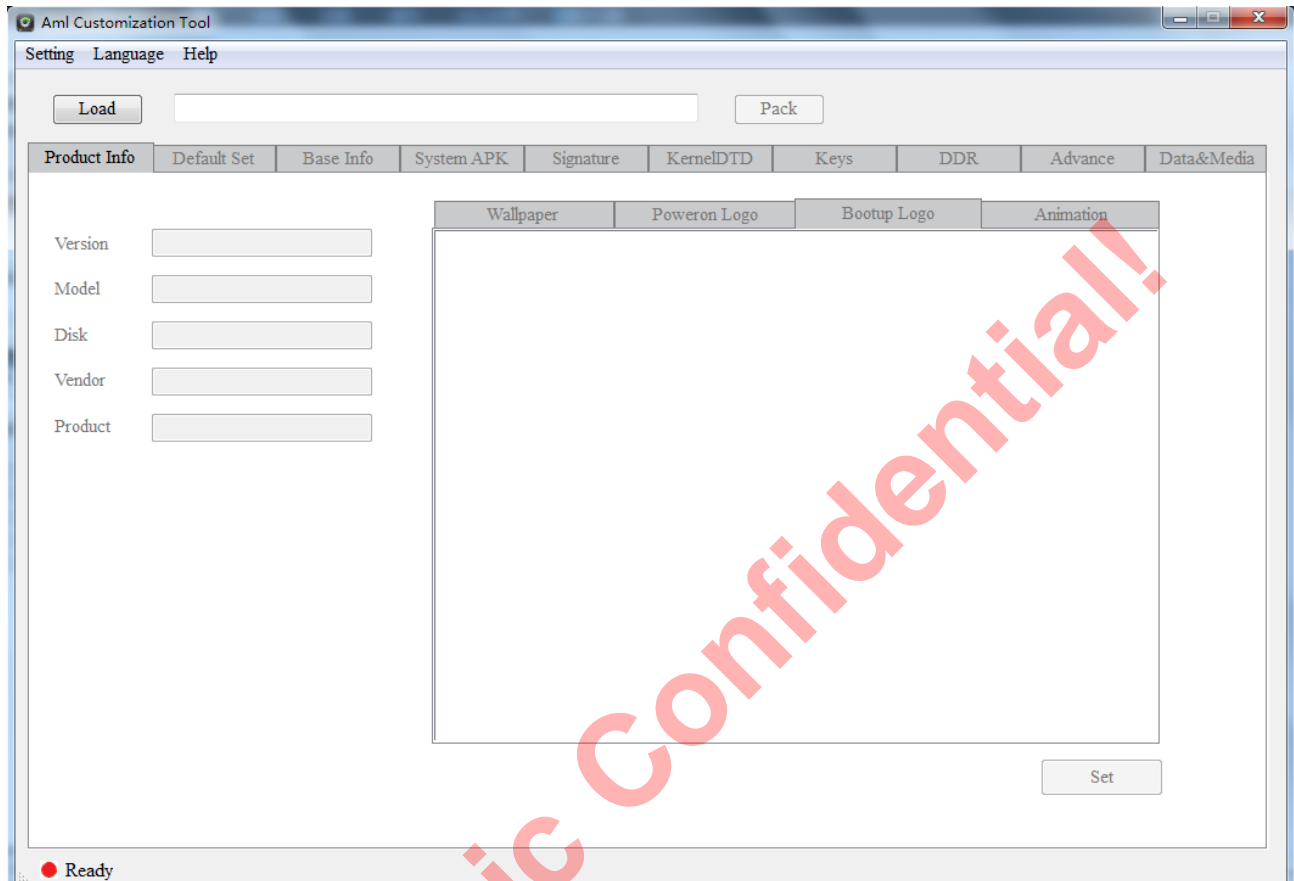 Aml Customization Tool
Setting Language Help
Load Pack
Product Info Default Set Base Info System APK Signature KernelDTD Keys DDR Advance Data&Media
Wallpaper Poweron Logo Bootup Logo Animation
Version
Model
Disk
Vendor
Product
Set
Ready
ic Confidential!